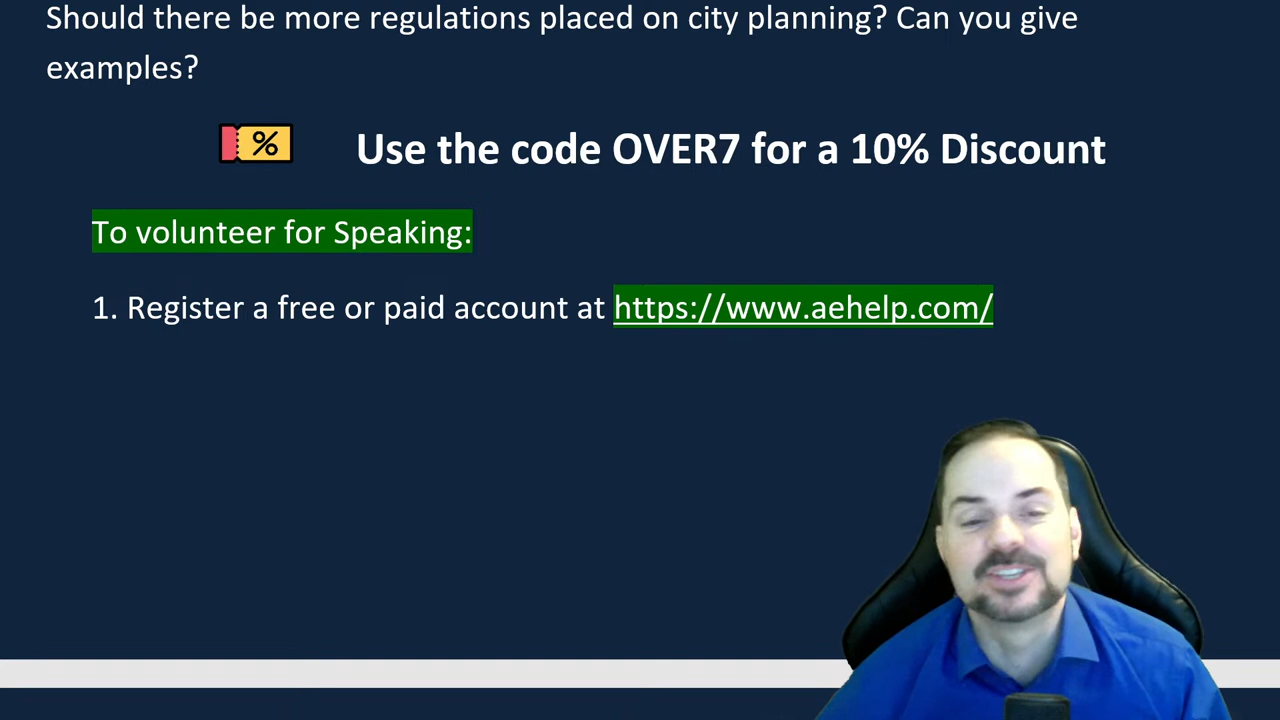 Should there be more regulations placed on city planning? Can you give
examples?
%
Use the code OVER7 for a 10% Discount
To volunteer for Speaking:
1. Register a free or paid account at https://www.aehelp.com/